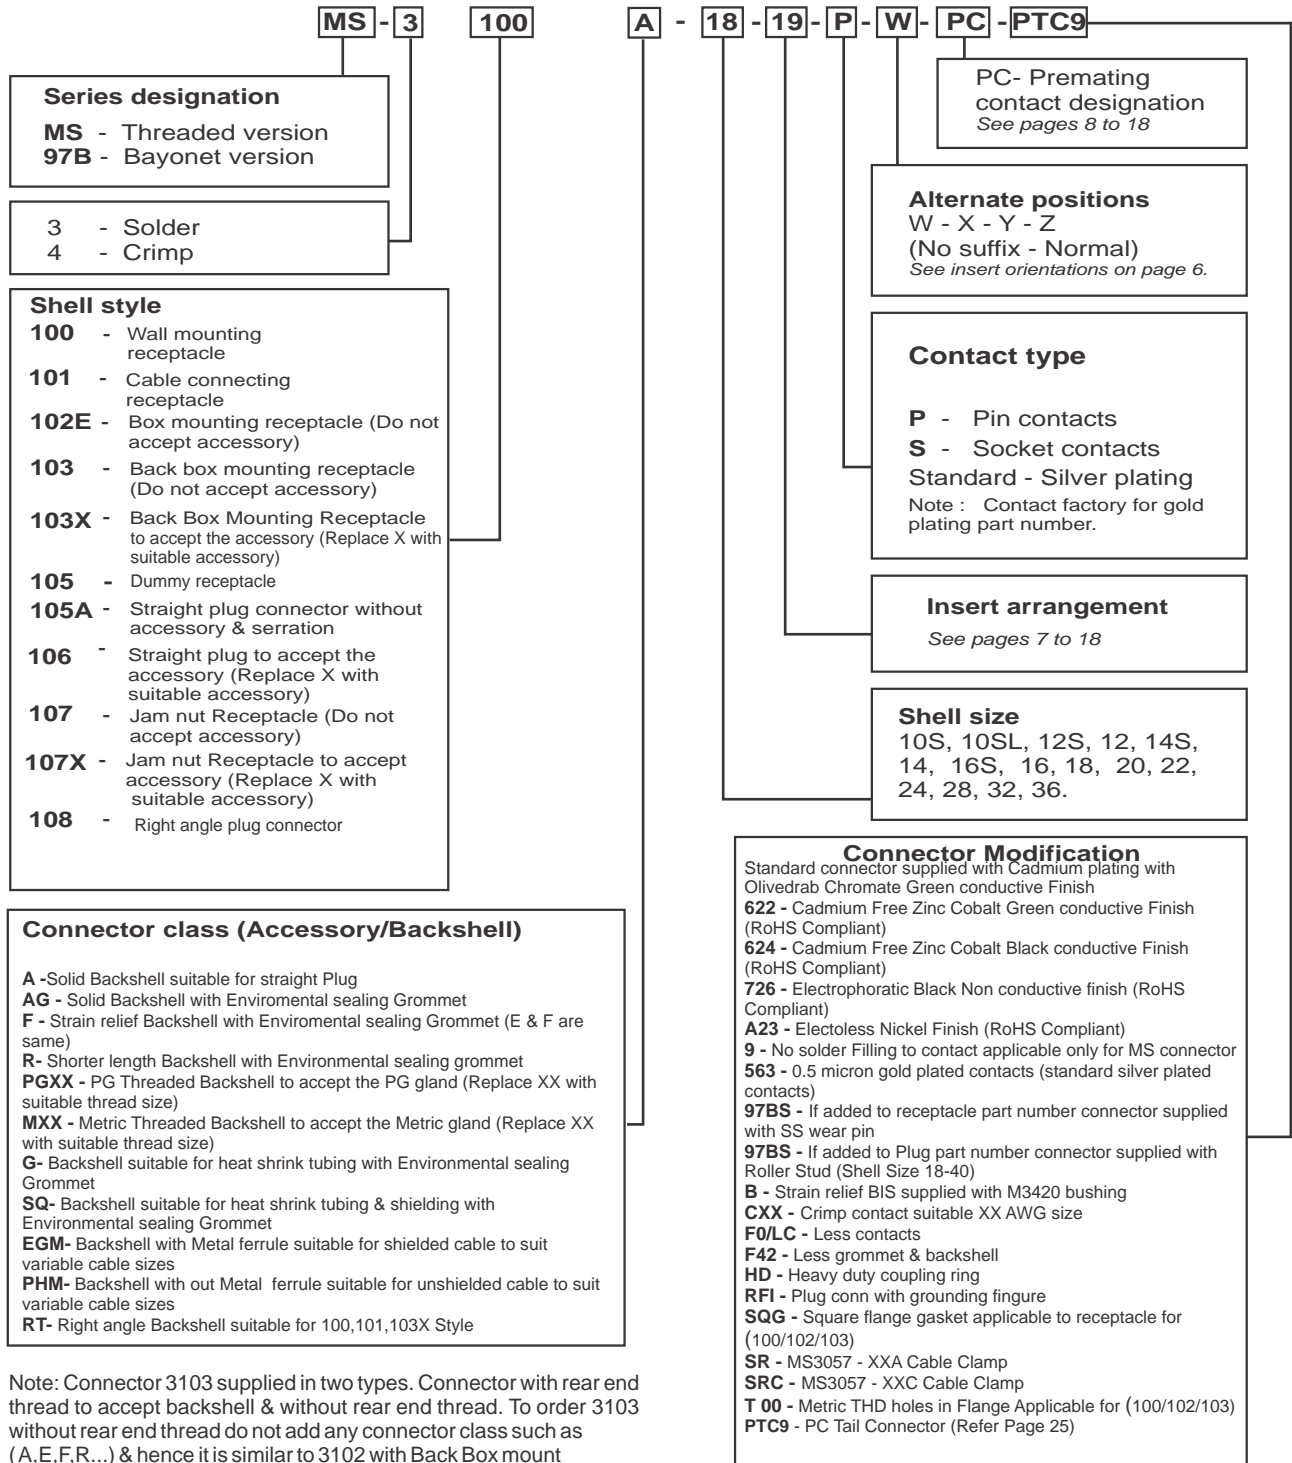 MS - 3 100 A - 18 - 19 - P - W - PC - PTC9
Series designation
MS - Threaded version
97B - Bayonet version
3 - Solder
4 - Crimp
Shell style
100 - Wall mounting
receptacle
101 - Cable connecting
receptacle
102E - Box mounting receptacle (Do not
accept accessory)
103 - Back box mounting receptacle
(Do not accept accessory)
103X - Back Box Mounting Receptacle
to accept the accessory (Replace X with
suitable accessory)
105 - Dummy receptacle
105A - Straight plug connector without
accessory & serration
106 - Straight plug to accept the
accessory (Replace X with
suitable accessory)
107 - Jam nut Receptacle (Do not
accept accessory)
107X - Jam nut Receptacle to accept
accessory (Replace X with
suitable accessory)
108 - Right angle plug connector
Connector class (Accessory/Backshell)
A -Solid Backshell suitable for straight Plug
AG - Solid Backshell with Enviromental sealing Grommet
F - Strain relief Backshell with Enviromental sealing Grommet (E & F are
same)
R- Shorter length Backshell with Environmental sealing grommet
PGXX - PG Threaded Backshell to accept the PG gland (Replace XX with
suitable thread size)
MXX - Metric Threaded Backshell to accept the Metric gland (Replace XX
with suitable thread size)
G- Backshell suitable for heat shrink tubing with Environmental sealing
Grommet
SQ- Backshell suitable for heat shrink tubing & shielding with
Environmental sealing Grommet
EGM- Backshell with Metal ferrule suitable for shielded cable to suit
variable cable sizes
PHM- Backshell with out Metal ferrule suitable for unshielded cable to suit
variable cable sizes
RT- Right angle Backshell suitable for 100,101,103X Style
Note: Connector 3103 supplied in two types. Connector with rear end
thread to accept backshell & without rear end thread. To order 3103
without rear end thread do not add any connector class such as
(A,E,F,R...) & hence it is similar to 3102 with Back Box mount
PC- Premating
contact designation
See pages 8 to 18
Alternate positions
W - X - Y - Z
(No suffix - Normal)
See insert orientations on page 6.
Contact type
P - Pin contacts
S - Socket contacts
Standard - Silver plating
Note : Contact factory for gold
plating part number.
Insert arrangement
See pages 7 to 18
Shell size
10S, 10SL, 12S, 12, 14S,
14, 16S, 16, 18, 20, 22,
24, 28, 32, 36.
Connector Modification
Standard connector supplied with Cadmium plating with
Olivedrab Chromate Green conductive Finish
622 - Cadmium Free Zinc Cobalt Green conductive Finish
(RoHS Compliant)
624 - Cadmium Free Zinc Cobalt Black conductive Finish
(RoHS Compliant)
726 - Electrophoratic Black Non conductive finish (RoHS
Compliant)
A23 - Electoless Nickel Finish (RoHS Compliant)
9 - No solder Filling to contact applicable only for MS connector
563 - 0.5 micron gold plated contacts (standard silver plated
contacts)
97BS - If added to receptacle part number connector supplied
with SS wear pin
97BS - If added to Plug part number connector supplied with
Roller Stud (Shell Size 18-40)
B - Strain relief BIS supplied with M3420 bushing
CXX - Crimp contact suitable XX AWG size
F0/LC - Less contacts
F42 - Less grommet & backshell
HD - Heavy duty coupling ring
RFI - Plug conn with grounding fingure
SQG - Square flange gasket applicable to receptacle for
(100/102/103)
SR - MS3057 - XXA Cable Clamp
SRC - MS3057 - XXC Cable Clamp
T 00 - Metric THD holes in Flange Applicable for (100/102/103)
PTC9 - PC Tail Connector (Refer Page 25)